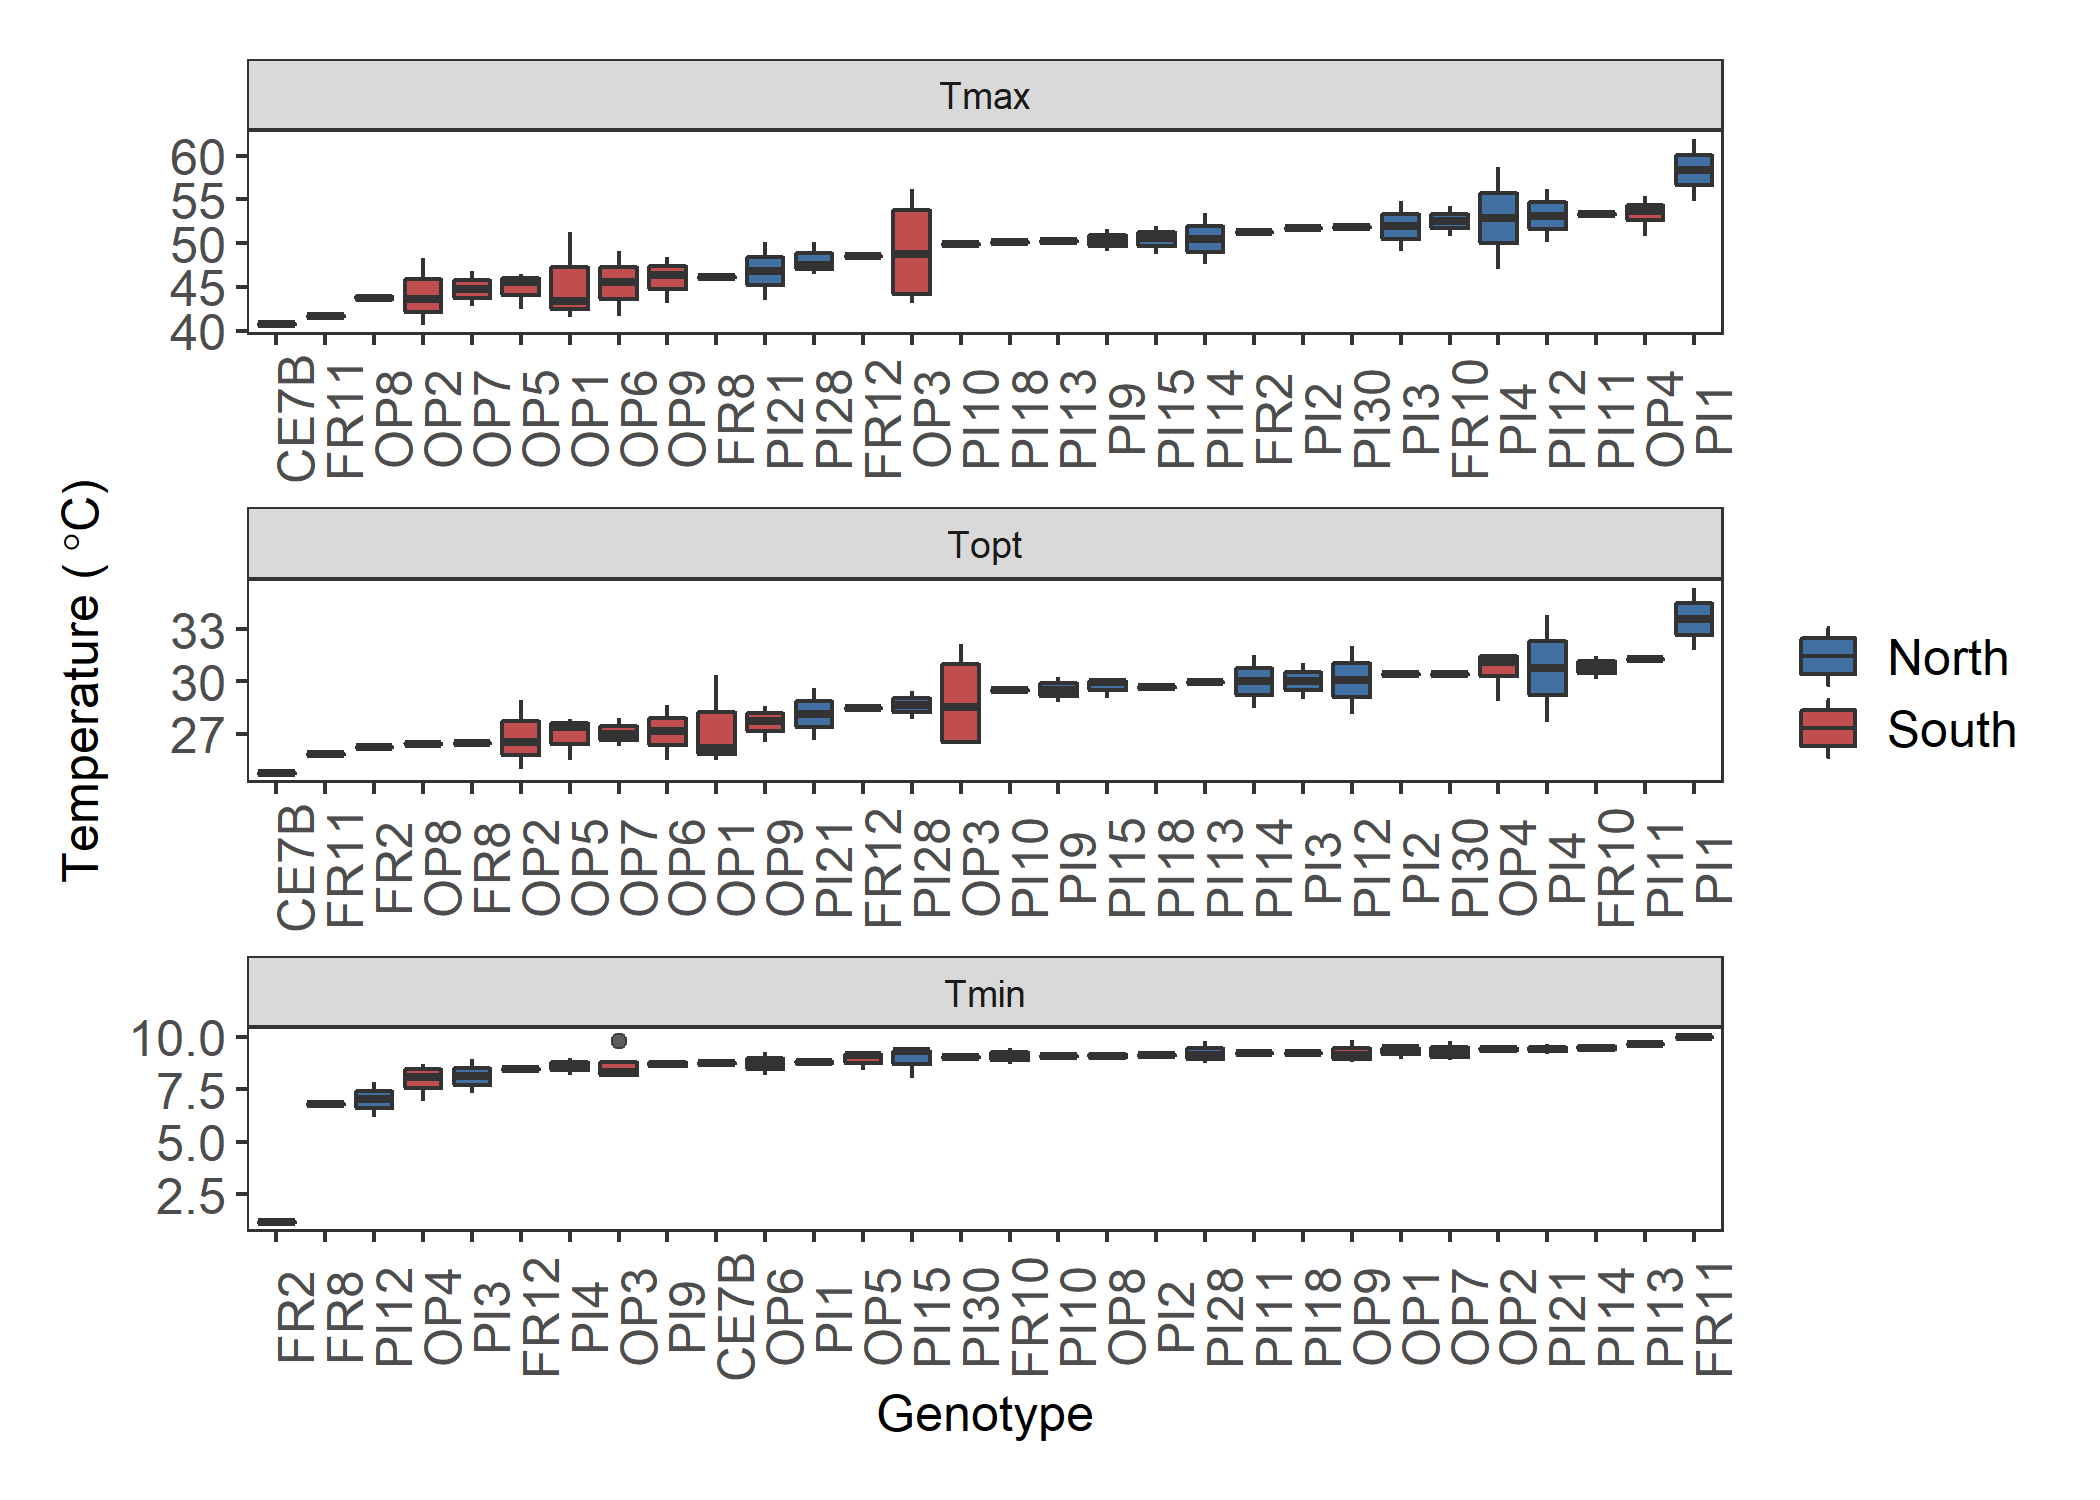 Tmax
60
55
50
45
40
CE7B FR11 OP8 OP2 OP7 OP5 OP1 OP6 OP9 FR8 PI21 PI28 FR12 OP3 PI10 PI18 PI13 PI9 PI15 PI14 FR2 PI2 PI30 PI3 FR10 PI4 PI12 PI11 OP4 PI1
Temperature ( °C)
Topt
33
30
27
CE7B FR11 FR2 OP8 FR8 OP2 OP5 OP7 OP6 OP1 OP9 PI21 FR12 PI28 OP3 PI10 PI9 PI15 PI18 PI13 PI14 PI3 PI12 PI2 PI30 OP4 PI4 FR10 PI11 PI1
North
South
Tmin
10.0
7.5
5.0
2.5
FR2 FR8 PI12 OP4 PI3 FR12 PI4 OP3 PI9 CE7B OP6 PI1 OP5 PI15 PI30 FR10 PI10 OP8 PI2 PI28 PI11 PI18 OP9 OP1 OP7 OP2 PI21 PI14 PI13 FR11
Genotype